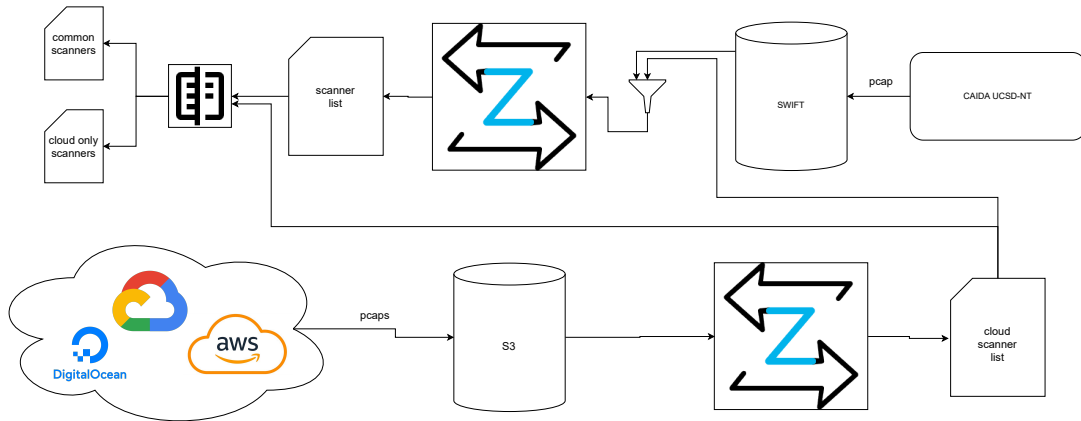 common
scanners
cloud only
scanners
scanner
list
Z
SWIFT
pcap
CAIDA UCSD-NT
DigitalOcean
aws
pcaps
S3
Z
cloud
scanner
list